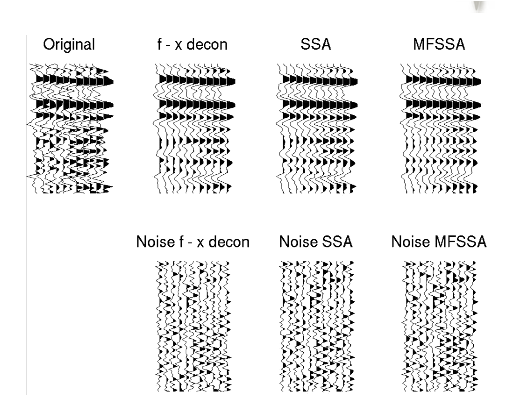 Original f - x decon SSA MFSSA
Noise f - x decon Noise SSA Noise MFSSA